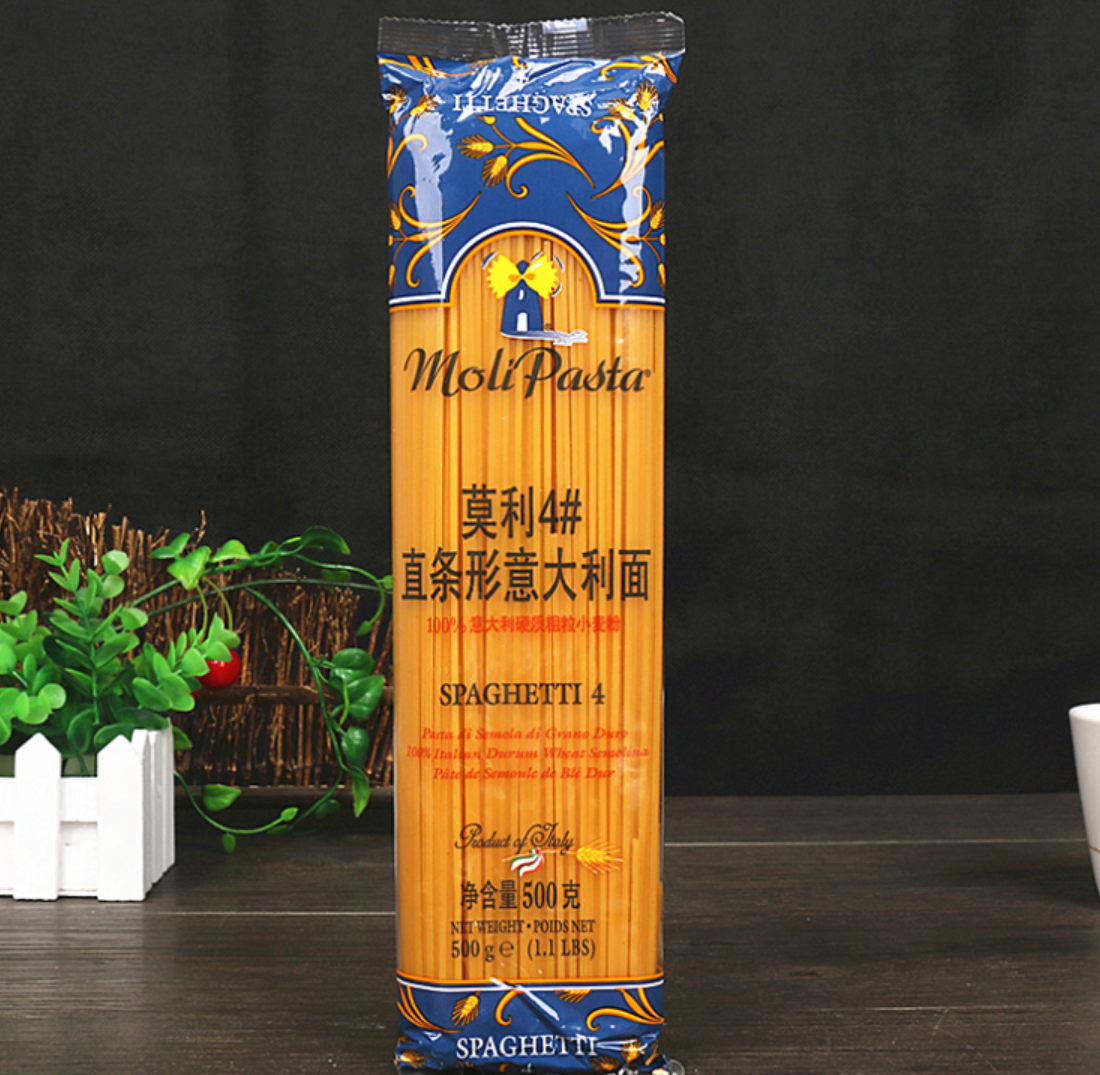 SPAGHETTI
4
MoliPasta®
莫利4#
直条形意大利面
100%意大利硬质粗粒小麦粉
SPAGHETTI 4
Pasta di Semola di Grano Duro
100% Italian Durum Wheat Semolina
Pâte de Semoule de Blé Dur
Product of Italy
净含量 500 克
NET WEIGHT • POIDS NET
500 g ℮ (1.1 LBS)
SPAGHETTI
4